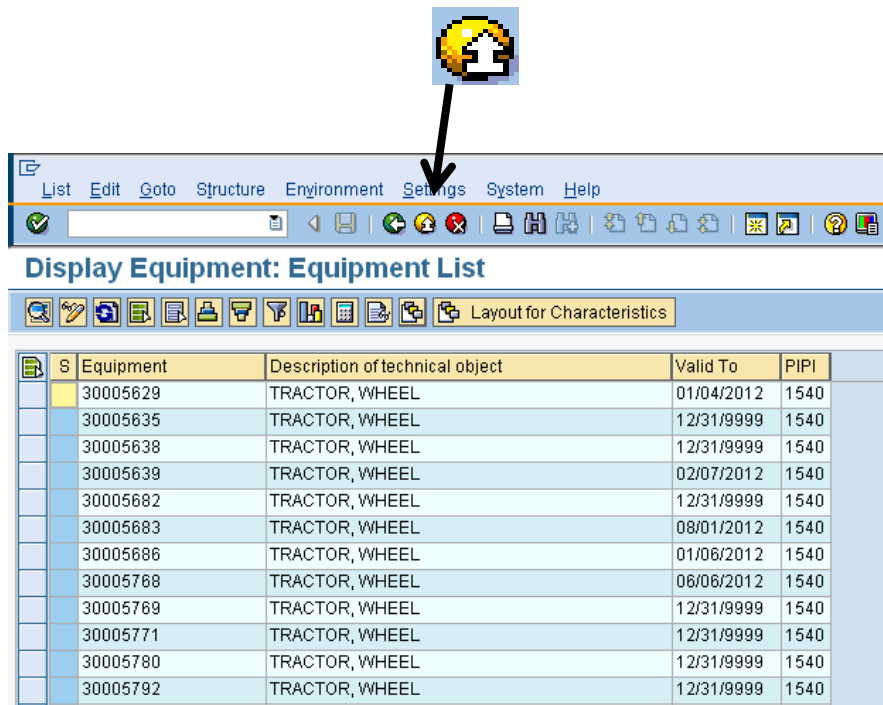 List Edit Goto Structure Environment Settings System Help
Display Equipment: Equipment List
Layout for Characteristics
S Equipment Description of technical object Valid To PlPl
30005629 TRACTOR, WHEEL 01/04/2012 1540
30005635 TRACTOR, WHEEL 12/31/9999 1540
30005638 TRACTOR, WHEEL 12/31/9999 1540
30005639 TRACTOR, WHEEL 02/07/2012 1540
30005682 TRACTOR, WHEEL 12/31/9999 1540
30005683 TRACTOR, WHEEL 08/01/2012 1540
30005686 TRACTOR, WHEEL 01/06/2012 1540
30005768 TRACTOR, WHEEL 06/06/2012 1540
30005769 TRACTOR, WHEEL 12/31/9999 1540
30005771 TRACTOR, WHEEL 12/31/9999 1540
30005780 TRACTOR, WHEEL 12/31/9999 1540
30005792 TRACTOR, WHEEL 12/31/9999 1540